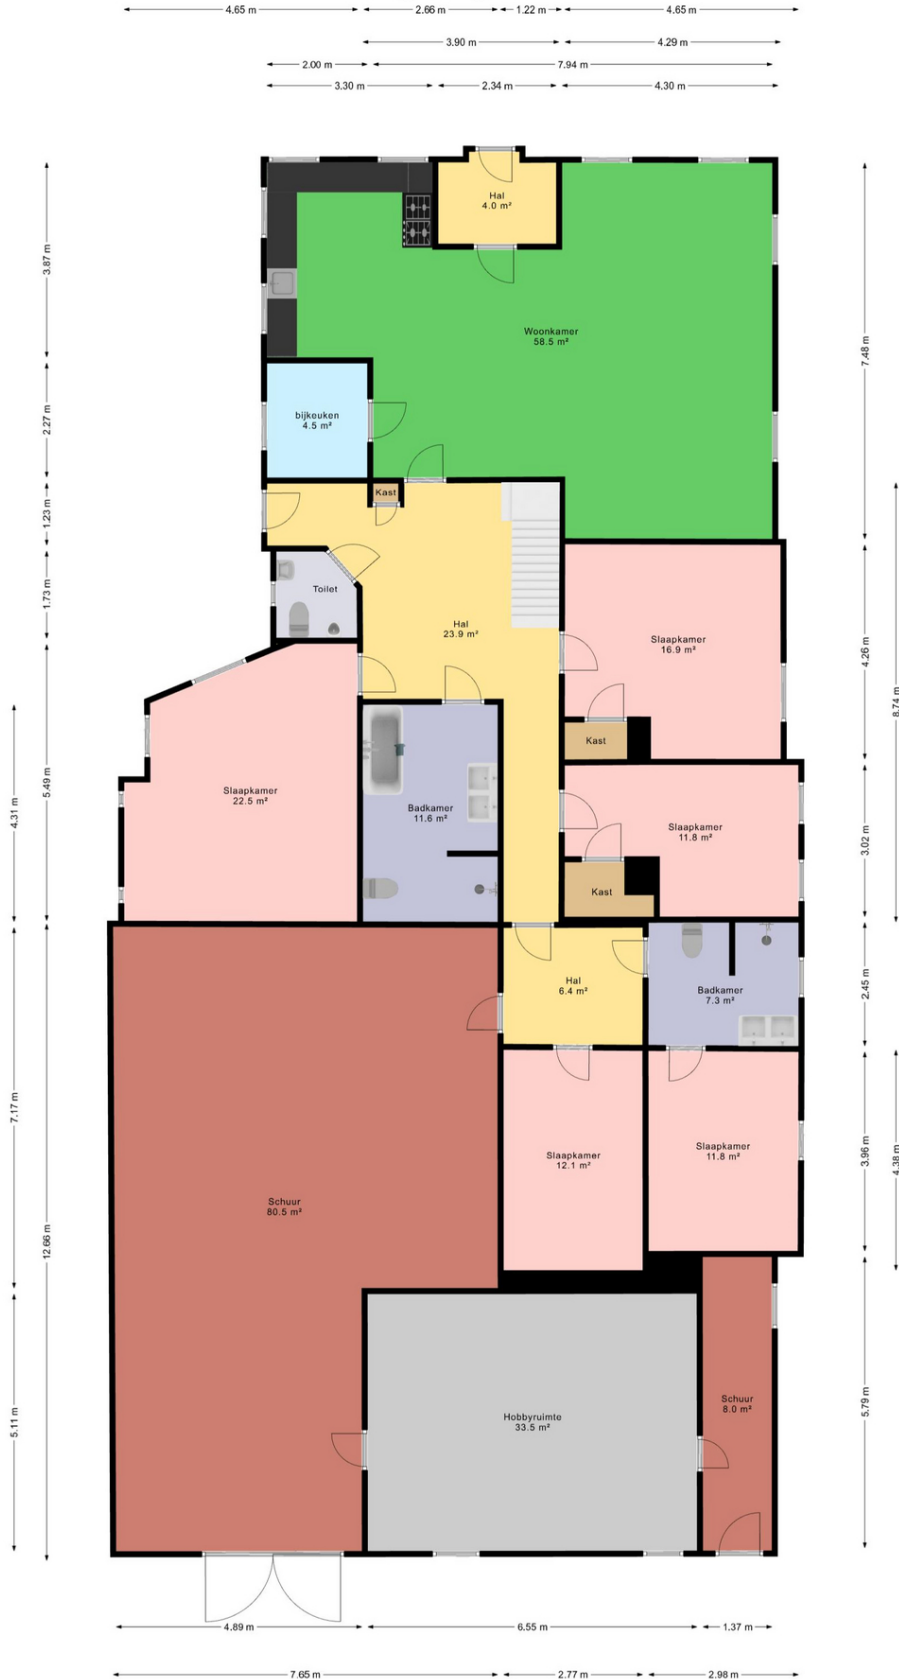 4.65 m
2.66 m
1.22 m
4.65 m
3.90 m
4.29 m
2.00 m
7.94 m
3.30 m
2.34 m
4.30 m
Hal
4.0 m²
3.87 m
7.48 m
Woonkamer
58.5 m²
bijkeuken
4.5 m²
2.27 m
Kast
1.23 m
Toilet
1.73 m
Hal
23.9 m²
Slaapkamer
16.9 m²
4.26 m
8.74 m
Kast
Slaapkamer
22.5 m²
5.49 m
4.31 m
Badkamer
11.6 m²
Slaapkamer
11.8 m²
3.02 m
Kast
Hal
6.4 m²
Badkamer
7.3 m²
2.45 m
7.17 m
Slaapkamer
12.1 m²
Slaapkamer
11.8 m²
3.96 m
4.38 m
Schuur
80.5 m²
12.66 m
5.11 m
Hobbyruimte
33.5 m²
Schuur
8.0 m²
5.79 m
4.89 m
6.55 m
1.37 m
7.65 m
2.77 m
2.98 m